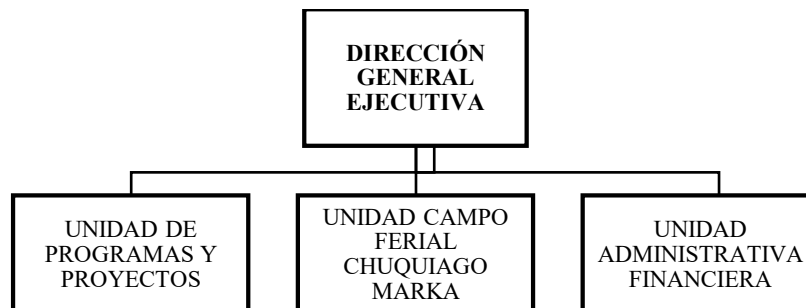 DIRECCIÓN
GENERAL
EJECUTIVA
UNIDAD DE
PROGRAMAS Y
PROYECTOS
UNIDAD CAMPO
FERIAL
CHUQUIAGO
MARKA
UNIDAD
ADMINISTRATIVA
FINANCIERA